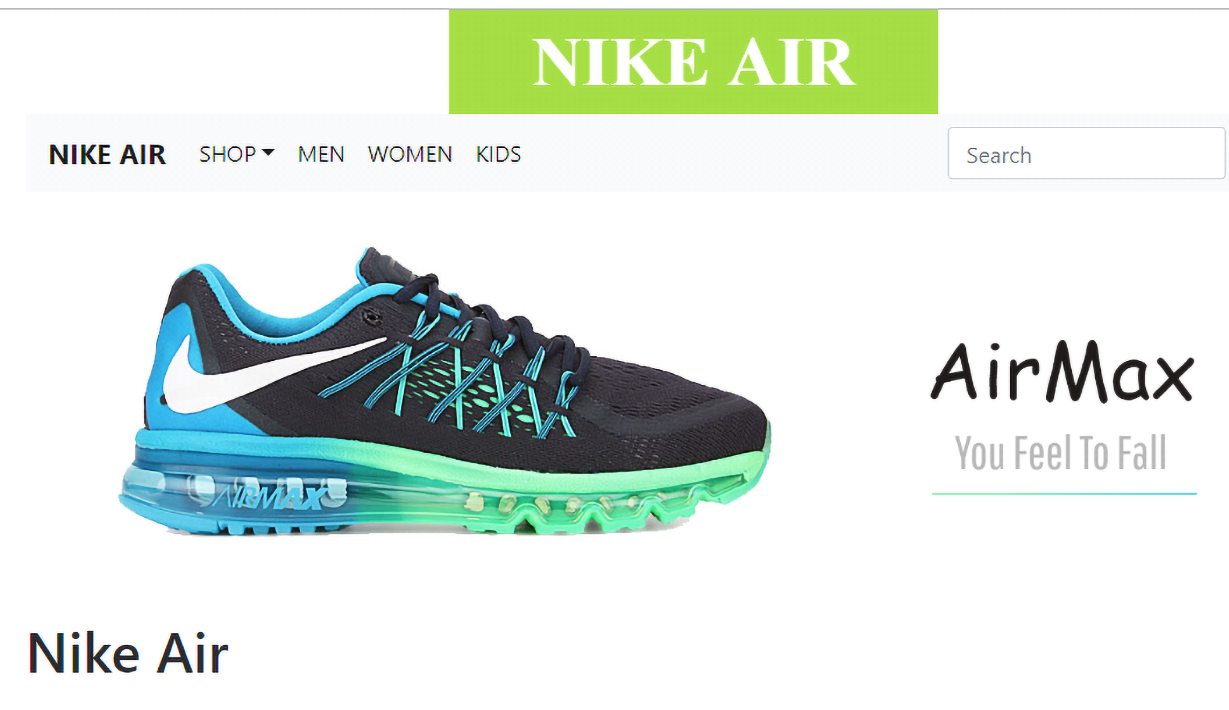 NIKE AIR
NIKE AIR SHOP MEN WOMEN KIDS Search
AirMax
You Feel To Fall
AIRMAX
Nike Air